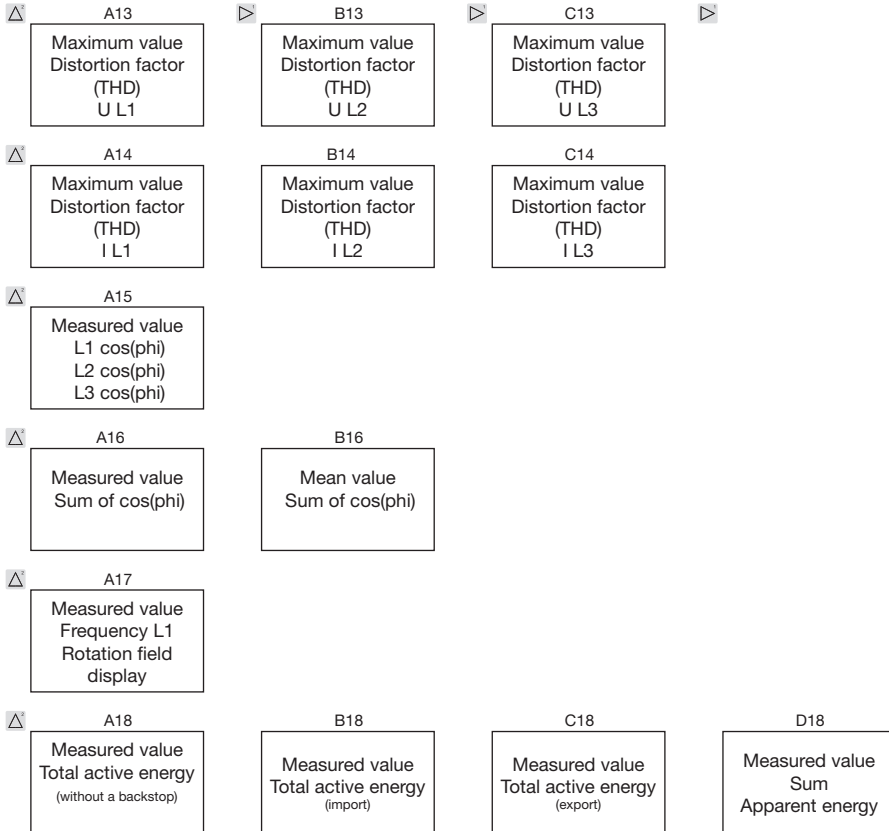 A13
B13
C13
Maximum value
Distortion factor
(THD)
U L1
Maximum value
Distortion factor
(THD)
U L2
Maximum value
Distortion factor
(THD)
U L3
A14
B14
C14
Maximum value
Distortion factor
(THD)
I L1
Maximum value
Distortion factor
(THD)
I L2
Maximum value
Distortion factor
(THD)
I L3
A15
Measured value
L1 cos(phi)
L2 cos(phi)
L3 cos(phi)
A16
B16
Measured value
Sum of cos(phi)
Mean value
Sum of cos(phi)
A17
Measured value
Frequency L1
Rotation field
display
A18
B18
C18
D18
Measured value
Total active energy
(without a backstop)
Measured value
Total active energy
(import)
Measured value
Total active energy
(export)
Measured value
Sum
Apparent energy